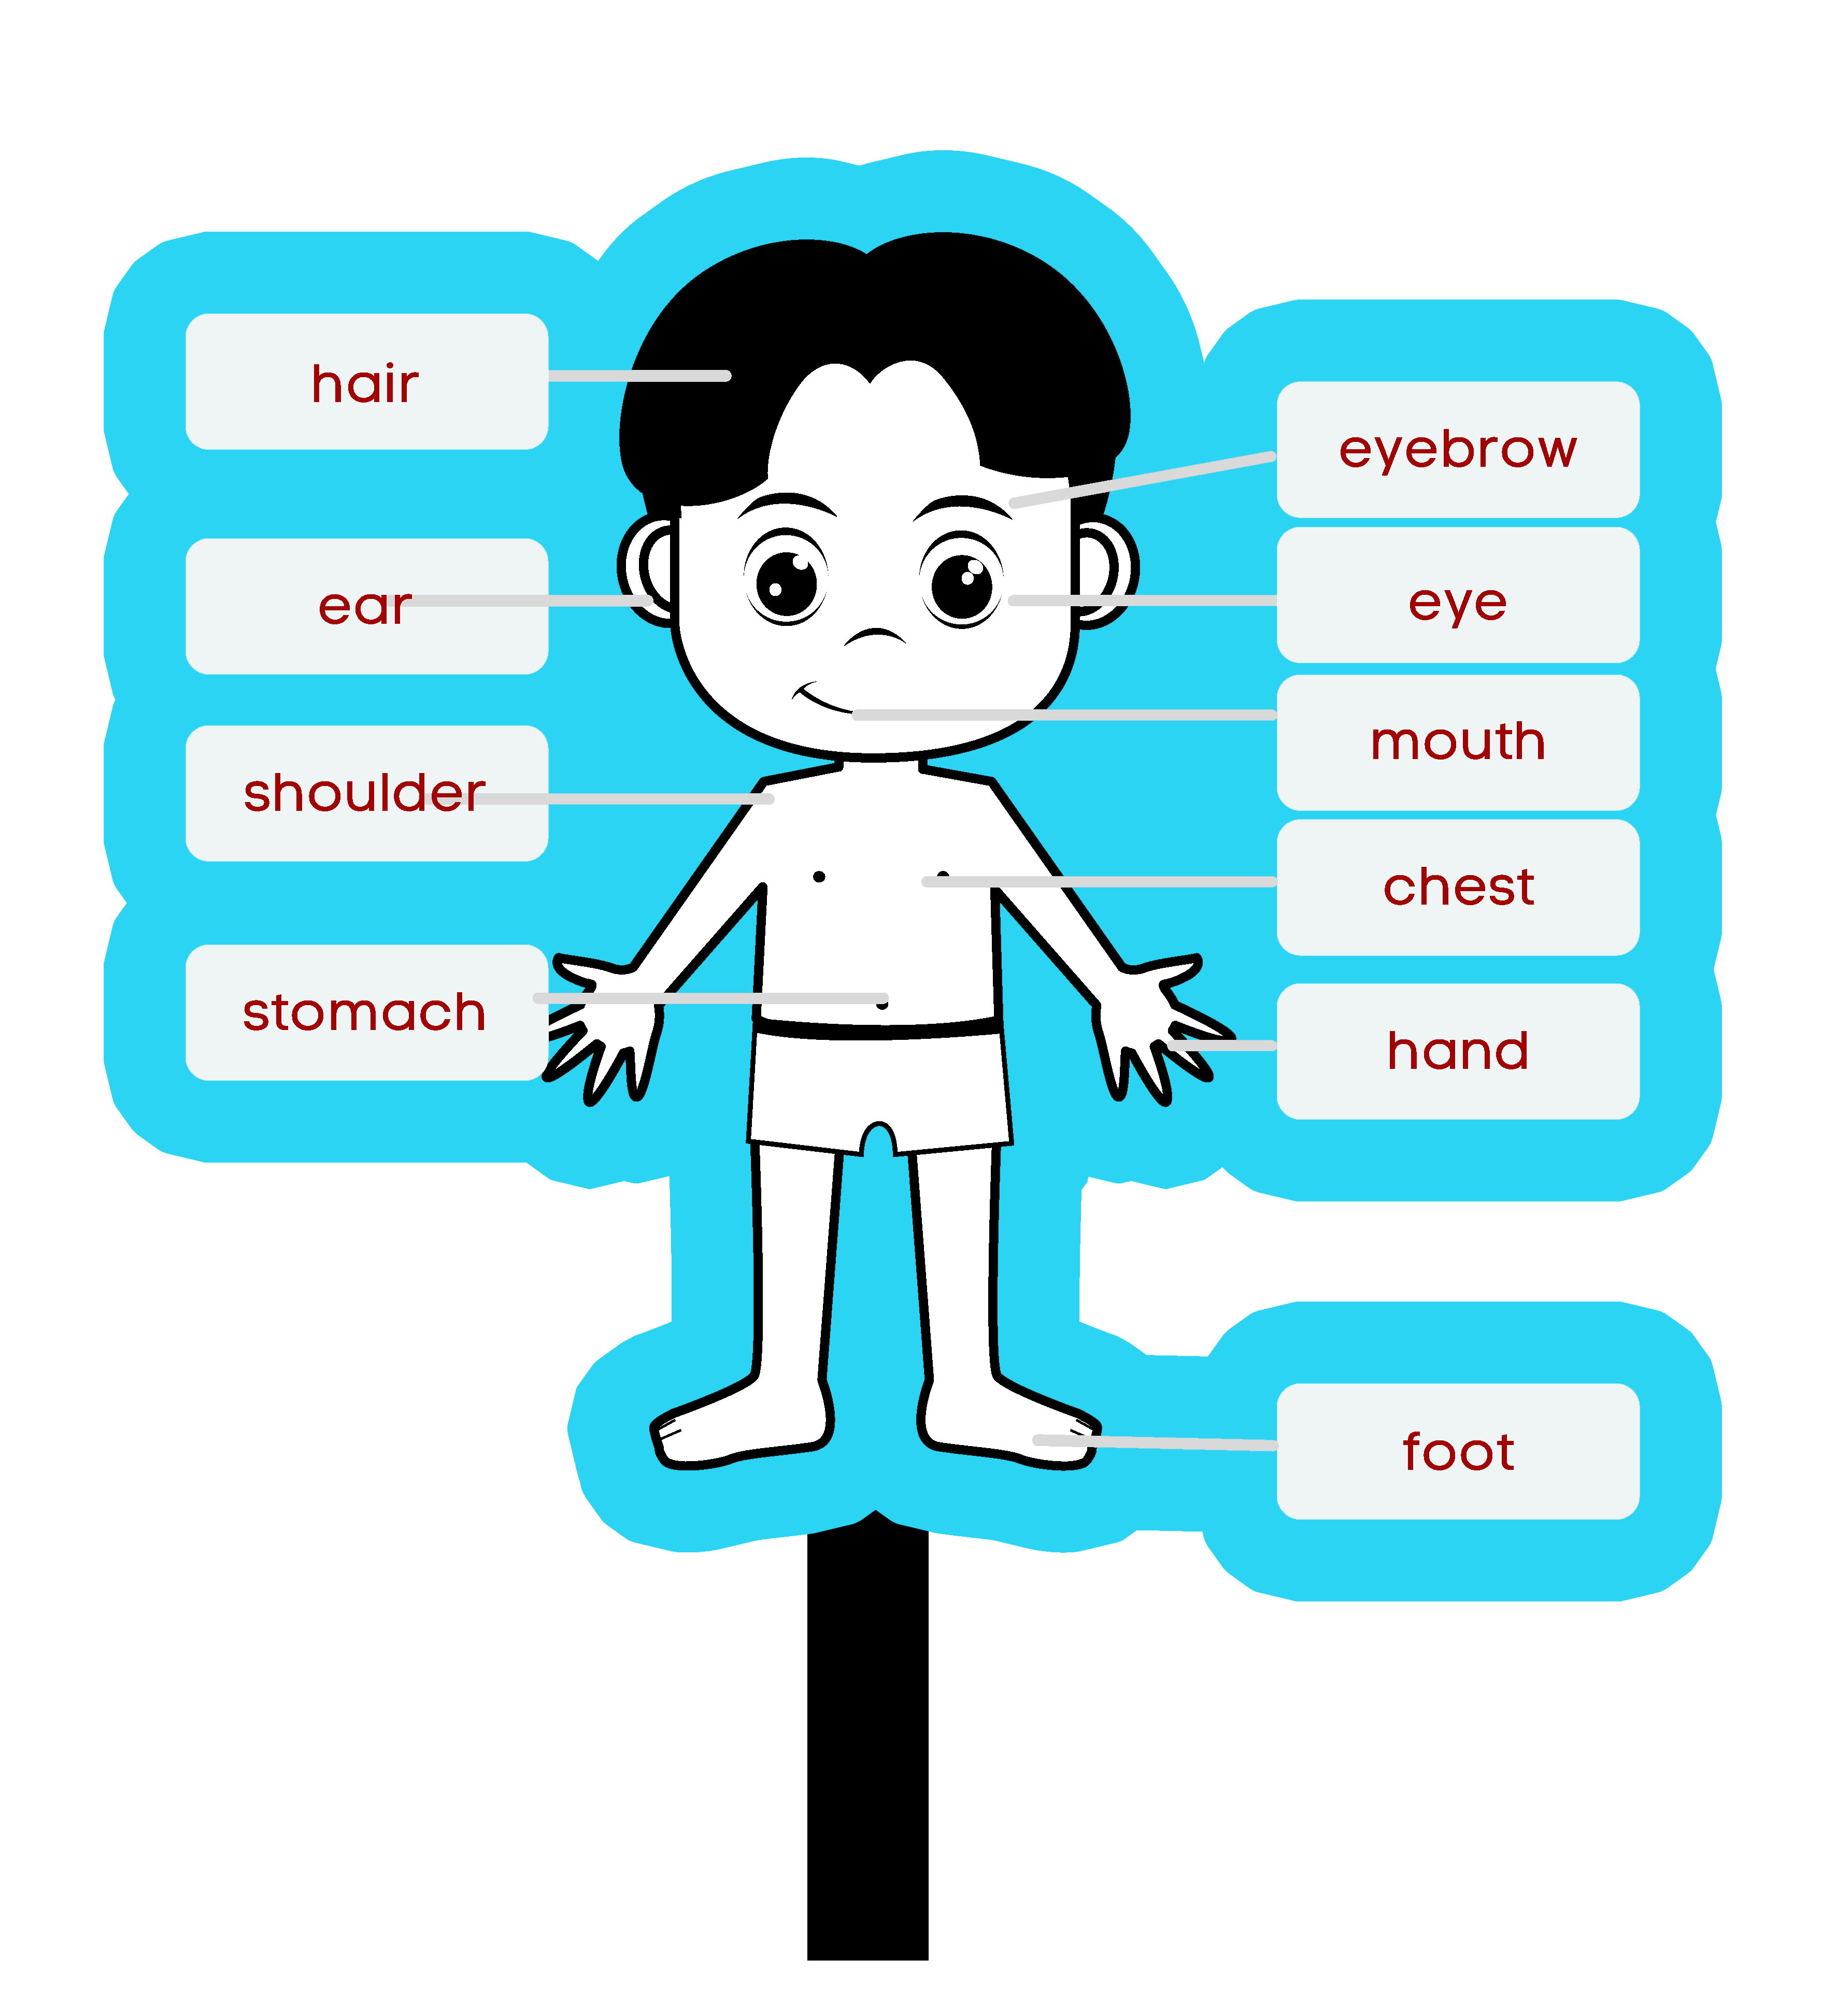 hair
ear
shoulder
stomach
eyebrow
eye
mouth
chest
hand
foot